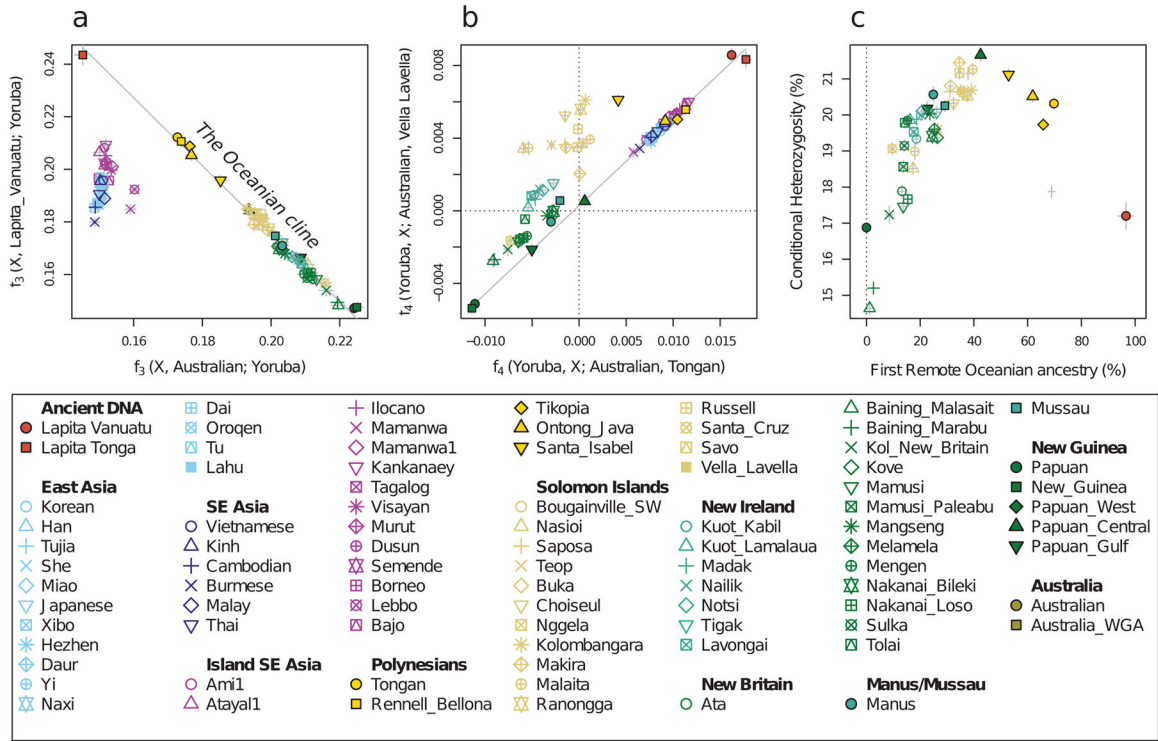 a
b
c
0.24
0.22
0.20
0.18
0.16
f3 (X, Lapita_Vanuatu; Yoruba)
The Oceanian cline
0.16
0.18
0.20
0.22
f3 (X, Australian; Yoruba)
0.008
0.004
0.000
−0.004
f4 (Yoruba, X; Australian, Vella Lavella)
−0.010
−0.005
0.000
0.005
0.010
0.015
f4 (Yoruba, X; Australian, Tongan)
21
20
19
18
17
16
15
Conditional Heterozygosity (%)
0
20
40
60
80
100
First Remote Oceanian ancestry (%)
Ancient DNA
Lapita Vanuatu
Lapita Tonga
East Asia
Korean
Han
Tujia
She
Miao
Japanese
Xibo
Hezhen
Daur
Yi
Naxi
Dai
Oroqen
Tu
Lahu
SE Asia
Vietnamese
Kinh
Cambodian
Burmese
Malay
Thai
Island SE Asia
Ami1
Atayal1
Ilocano
Mamanwa
Mamanwa1
Kankanaey
Tagalog
Visayan
Murut
Dusun
Semende
Borneo
Lebbo
Bajo
Polynesians
Tongan
Rennell_Bellona
Tikopia
Ontong_Java
Santa_Isabel
Solomon Islands
Bougainville_SW
Nasioi
Saposa
Teop
Buka
Choiseul
Nggela
Kolombangara
Makira
Malaita
Ranongga
Russell
Santa_Cruz
Savo
Vella_Lavella
New Ireland
Kuot_Kabil
Kuot_Lamalaua
Madak
Nailik
Notsi
Tigak
Lavongai
New Britain
Ata
Baining_Malasait
Baining_Marabu
Kol_New_Britain
Kove
Mamusi
Mamusi_Paleabu
Mangseng
Melamela
Mengen
Nakanai_Bileki
Nakanai_Loso
Sulka
Tolai
Manus/Mussau
Manus
Mussau
New Guinea
Papuan
New_Guinea
Papuan_West
Papuan_Central
Papuan_Gulf
Australia
Australian
Australia_WGA